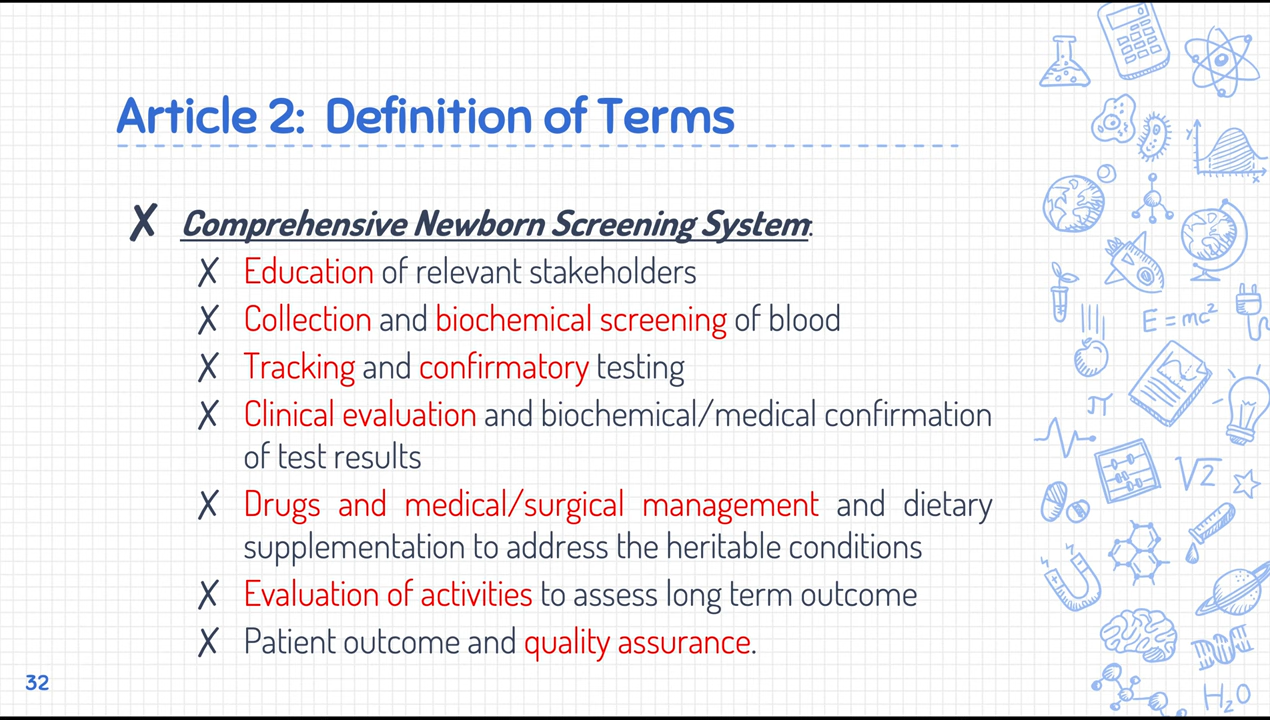 Article 2: Definition of Terms
✗ Comprehensive Newborn Screening System:
✗ Education of relevant stakeholders
✗ Collection and biochemical screening of blood
✗ Tracking and confirmatory testing
✗ Clinical evaluation and biochemical/medical confirmation
of test results
✗ Drugs and medical/surgical management and dietary
supplementation to address the heritable conditions
✗ Evaluation of activities to assess long term outcome
✗ Patient outcome and quality assurance.
32
y
x
E = mc²
π
√2
H₂O